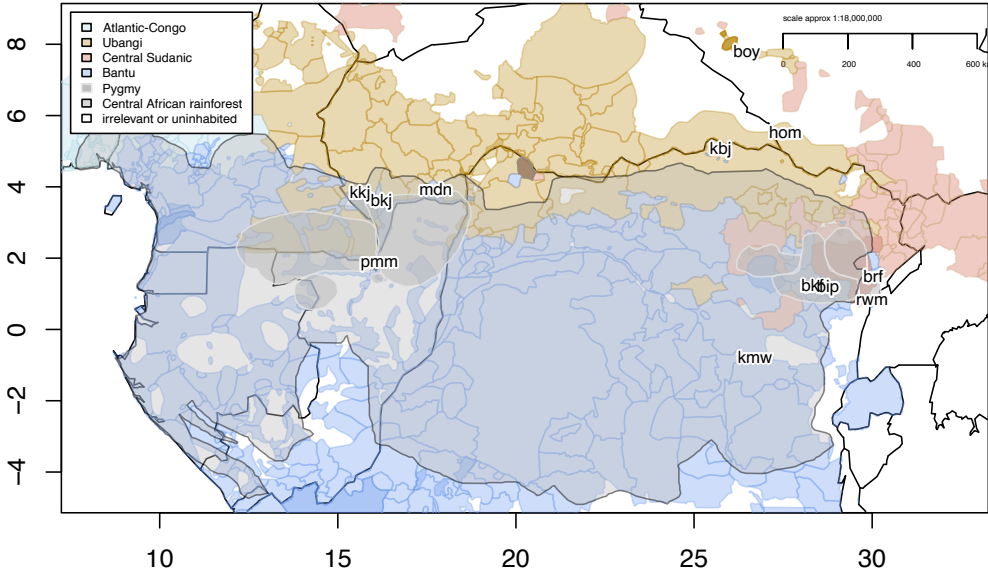 scale approx 1:18,000,000
0 200 400 600 km
Atlantic-Congo
Ubangi
Central Sudanic
Bantu
Pygmy
Central African rainforest
irrelevant or uninhabited
boy
hom
kbj
kkj
bkj
mdn
pmm
brf
bip
rwm
kmw
8
6
4
2
0
−2
−4
10 15 20 25 30